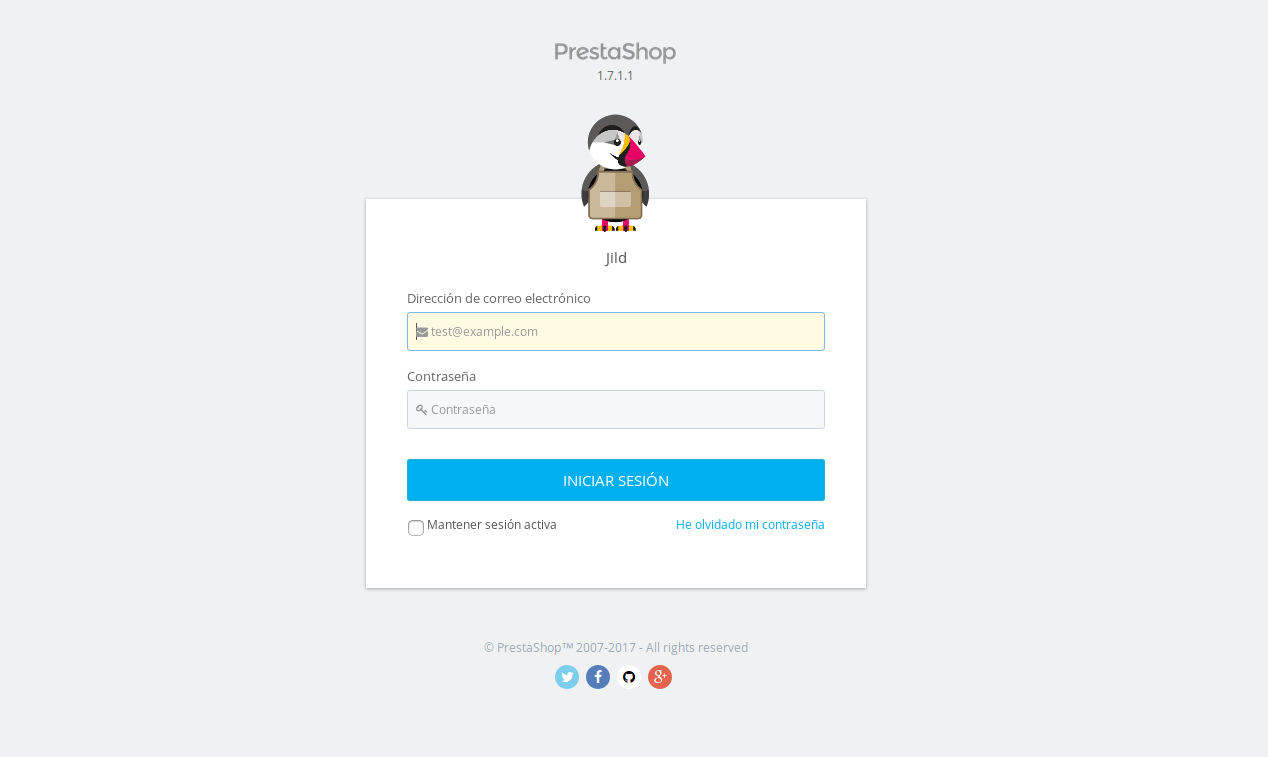 PrestaShop
1.7.1.1
Jild
Dirección de correo electrónico
test@example.com
Contraseña
Contraseña
INICIAR SESIÓN
Mantener sesión activa He olvidado mi contraseña
© PrestaShop™ 2007-2017 - All rights reserved